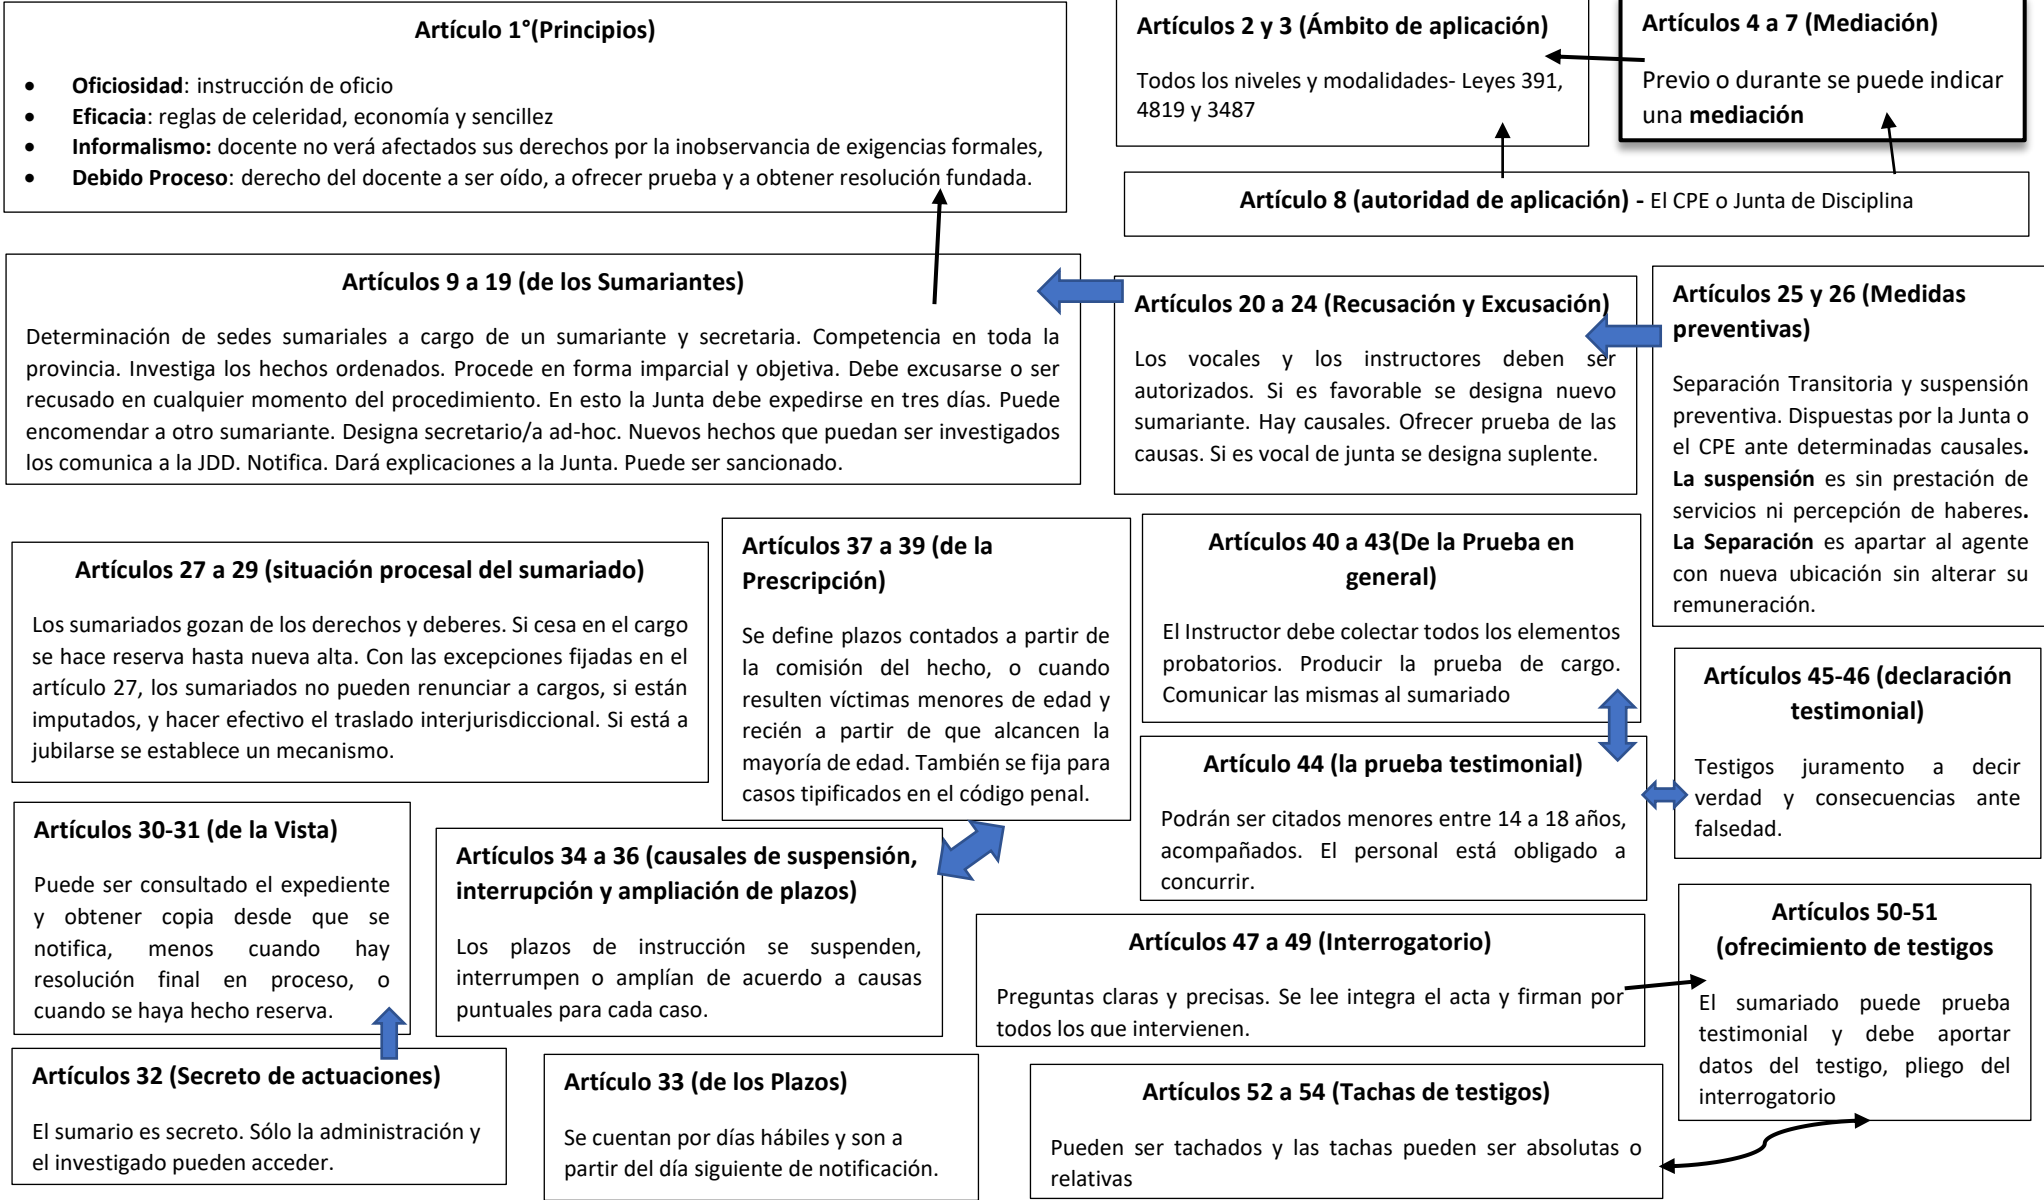 Artículo 1°(Principios)
• Oficiosidad: instrucción de oficio
• Eficacia: reglas de celeridad, economía y sencillez
• Informalismo: docente no verá afectados sus derechos por la inobservancia de exigencias formales,
• Debido Proceso: derecho del docente a ser oído, a ofrecer prueba y a obtener resolución fundada.
Artículos 2 y 3 (Ámbito de aplicación)
Todos los niveles y modalidades- Leyes 391,
4819 y 3487
Artículos 4 a 7 (Mediación)
Previo o durante se puede indicar
una mediación
Artículo 8 (autoridad de aplicación) - El CPE o Junta de Disciplina
Artículos 9 a 19 (de los Sumariantes)
Determinación de sedes sumariales a cargo de un sumariante y secretaria. Competencia en toda la
provincia. Investiga los hechos ordenados. Procede en forma imparcial y objetiva. Debe excusarse o ser
recusado en cualquier momento del procedimiento. En esto la Junta debe expedirse en tres días. Puede
encomendar a otro sumariante. Designa secretario/a ad-hoc. Nuevos hechos que puedan ser investigados
los comunica a la JDD. Notifica. Dará explicaciones a la Junta. Puede ser sancionado.
Artículos 20 a 24 (Recusación y Excusación)
Los vocales y los instructores deben ser
autorizados. Si es favorable se designa nuevo
sumariante. Hay causales. Ofrecer prueba de las
causas. Si es vocal de junta se designa suplente.
Artículos 25 y 26 (Medidas
preventivas)
Separación Transitoria y suspensión
preventiva. Dispuestas por la Junta o
el CPE ante determinadas causales.
La suspensión es sin prestación de
servicios ni percepción de haberes.
La Separación es apartar al agente
con nueva ubicación sin alterar su
remuneración.
Artículos 27 a 29 (situación procesal del sumariado)
Los sumariados gozan de los derechos y deberes. Si cesa en el cargo
se hace reserva hasta nueva alta. Con las excepciones fijadas en el
artículo 27, los sumariados no pueden renunciar a cargos, si están
imputados, y hacer efectivo el traslado interjurisdiccional. Si está a
jubilarse se establece un mecanismo.
Artículos 37 a 39 (de la
Prescripción)
Se define plazos contados a partir de
la comisión del hecho, o cuando
resulten víctimas menores de edad y
recién a partir de que alcancen la
mayoría de edad. También se fija para
casos tipificados en el código penal.
Artículos 40 a 43(De la Prueba en
general)
El Instructor debe colectar todos los elementos
probatorios. Producir la prueba de cargo.
Comunicar las mismas al sumariado
Artículos 45-46 (declaración
testimonial)
Testigos juramento a decir
verdad y consecuencias ante
falsedad.
Artículo 44 (la prueba testimonial)
Podrán ser citados menores entre 14 a 18 años,
acompañados. El personal está obligado a
concurrir.
Artículos 30-31 (de la Vista)
Puede ser consultado el expediente
y obtener copia desde que se
notifica, menos cuando hay
resolución final en proceso, o
cuando se haya hecho reserva.
Artículos 34 a 36 (causales de suspensión,
interrupción y ampliación de plazos)
Los plazos de instrucción se suspenden,
interrumpen o amplían de acuerdo a causas
puntuales para cada caso.
Artículos 47 a 49 (Interrogatorio)
Preguntas claras y precisas. Se lee integra el acta y firman por
todos los que intervienen.
Artículos 50-51
(ofrecimiento de testigos
El sumariado puede prueba
testimonial y debe aportar
datos del testigo, pliego del
interrogatorio
Artículos 32 (Secreto de actuaciones)
El sumario es secreto. Sólo la administración y
el investigado pueden acceder.
Artículo 33 (de los Plazos)
Se cuentan por días hábiles y son a
partir del día siguiente de notificación.
Artículos 52 a 54 (Tachas de testigos)
Pueden ser tachados y las tachas pueden ser absolutas o
relativas